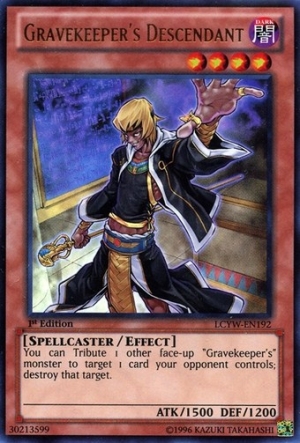 GRAVEKEEPER'S DESCENDANT
DARK
闇
1st Edition
LCYW-EN192
[SPELLCASTER / EFFECT]
You can Tribute 1 other face-up "Gravekeeper's"
monster to target 1 card your opponent controls;
destroy that target.
ATK/1500 DEF/1200
30213599
©1996 KAZUKI TAKAHASHI